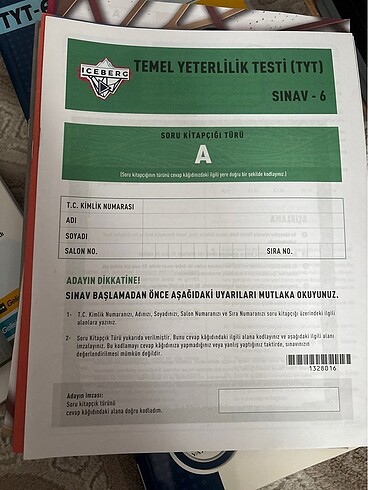 TYT-
ICEBERG
TEMEL YETERLİLİK TESTİ (TYT)
SINAV - 6
SORU KİTAPÇIĞI TÜRÜ
A
(Soru kitapçığının türünü cevap kağıdınızdaki ilgili yere doğru bir şekilde kodlayınız.)
T.C. KİMLİK NUMARASI
ADI
SOYADI
SALON NO.
SIRA NO.
ADAYIN DİKKATİNE!
SINAV BAŞLAMADAN ÖNCE AŞAĞIDAKİ UYARILARI MUTLAKA OKUYUNUZ.
1- T.C. Kimlik Numaranızı, Adınızı, Soyadınızı, Salon Numaranızı ve Sıra Numaranızı soru kitapçığı üzerindeki ilgili
alanlara yazınız.
2- Soru Kitapçık Türü yukarıda verilmiştir. Bunu cevap kâğıdındaki ilgili alana kodlayınız ve aşağıdaki ilgili alanı
imzalayınız. Bu kodlamayı cevap kâğıdınıza yapmadığınız veya yanlış yaptığınız taktirde, sınavınızın
değerlendirilmesi mümkün değildir.
1328016
Adayın imzası:
Soru kitapçık türünü
cevap kâğıdındaki alana doğru kodladım.